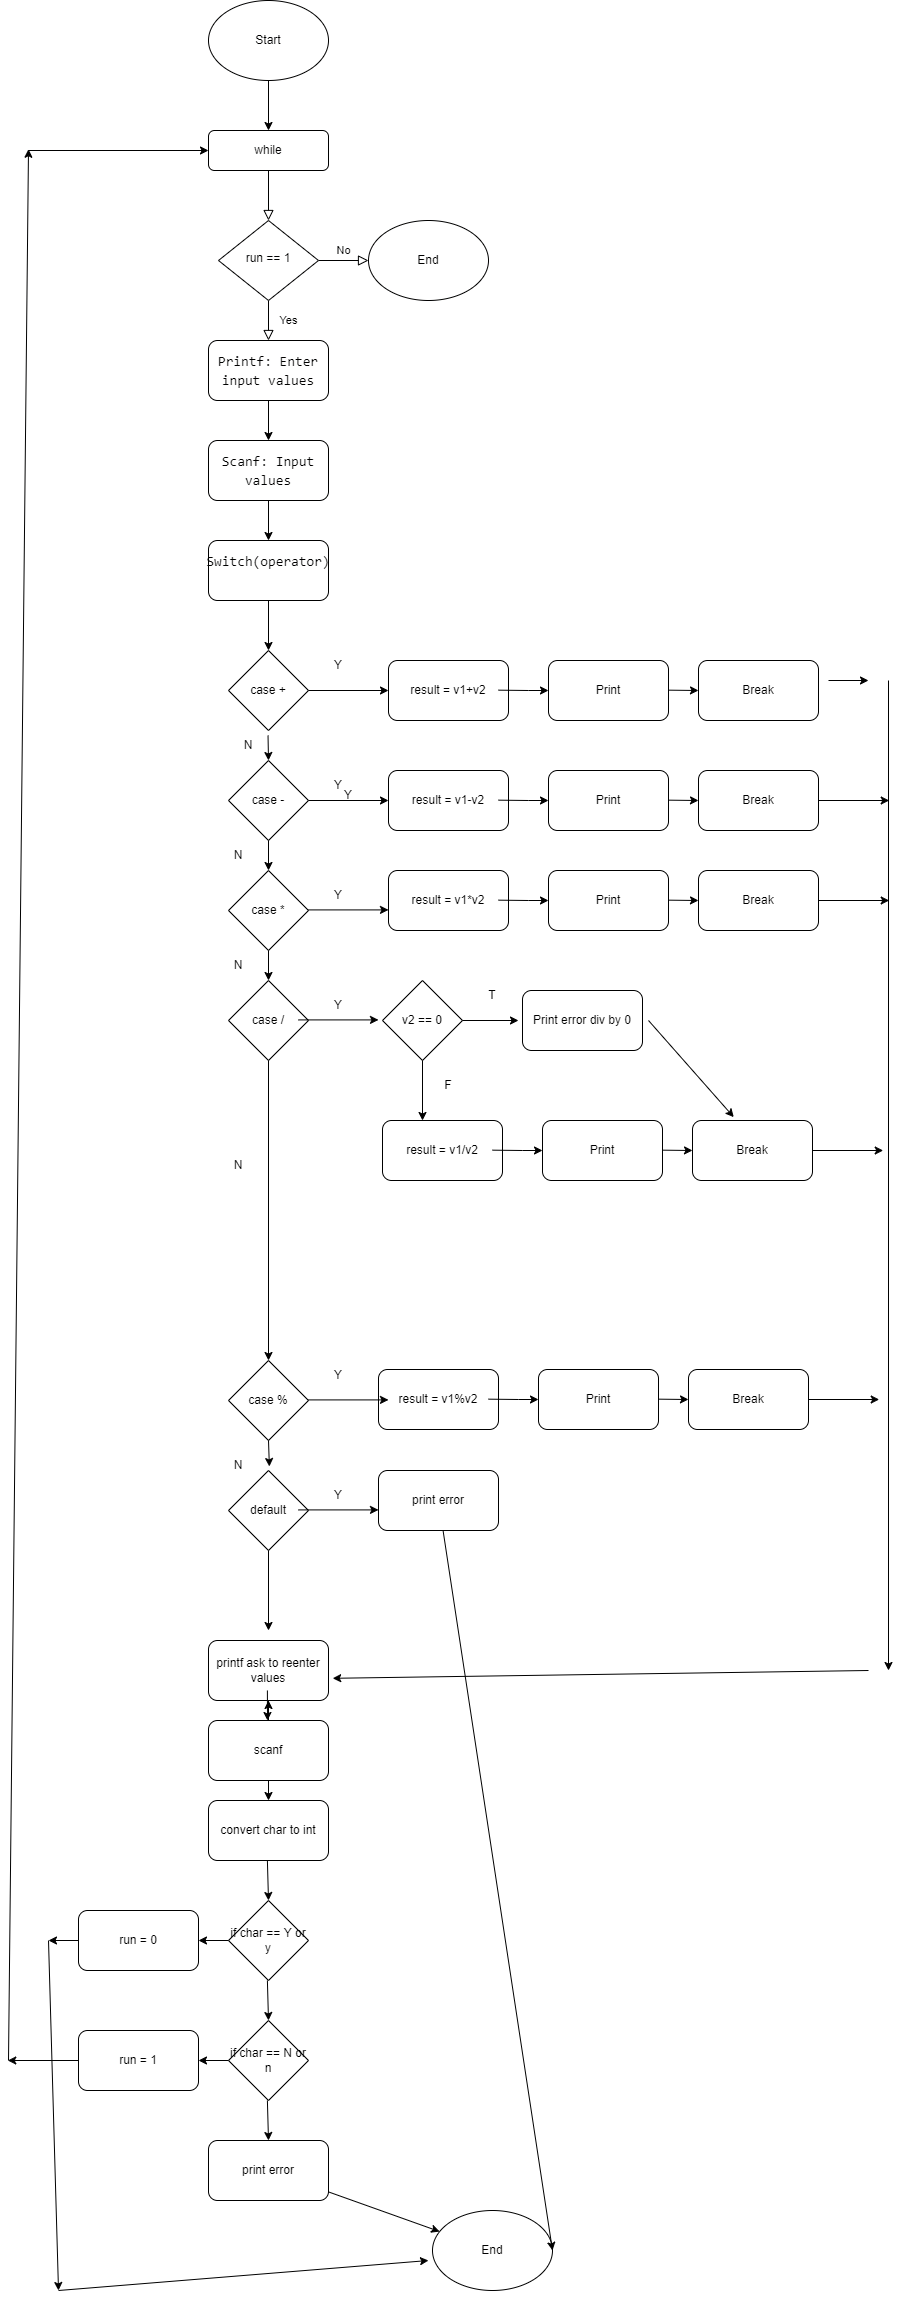 Start
while
run == 1
No
End
Yes
Printf: Enter
input values
Scanf: Input
values
Switch(operator)
case +
Y
result = v1+v2
Print
Break
N
case -
Y
Y
result = v1-v2
Print
Break
N
case *
Y
result = v1*v2
Print
Break
N
case /
Y
v2 == 0
T
Print error div by 0
F
result = v1/v2
Print
Break
N
case %
Y
result = v1%v2
Print
Break
N
default
Y
print error
printf ask to reenter
values
scanf
convert char to int
if char == Y or
y
run = 0
if char == N or
n
run = 1
print error
End